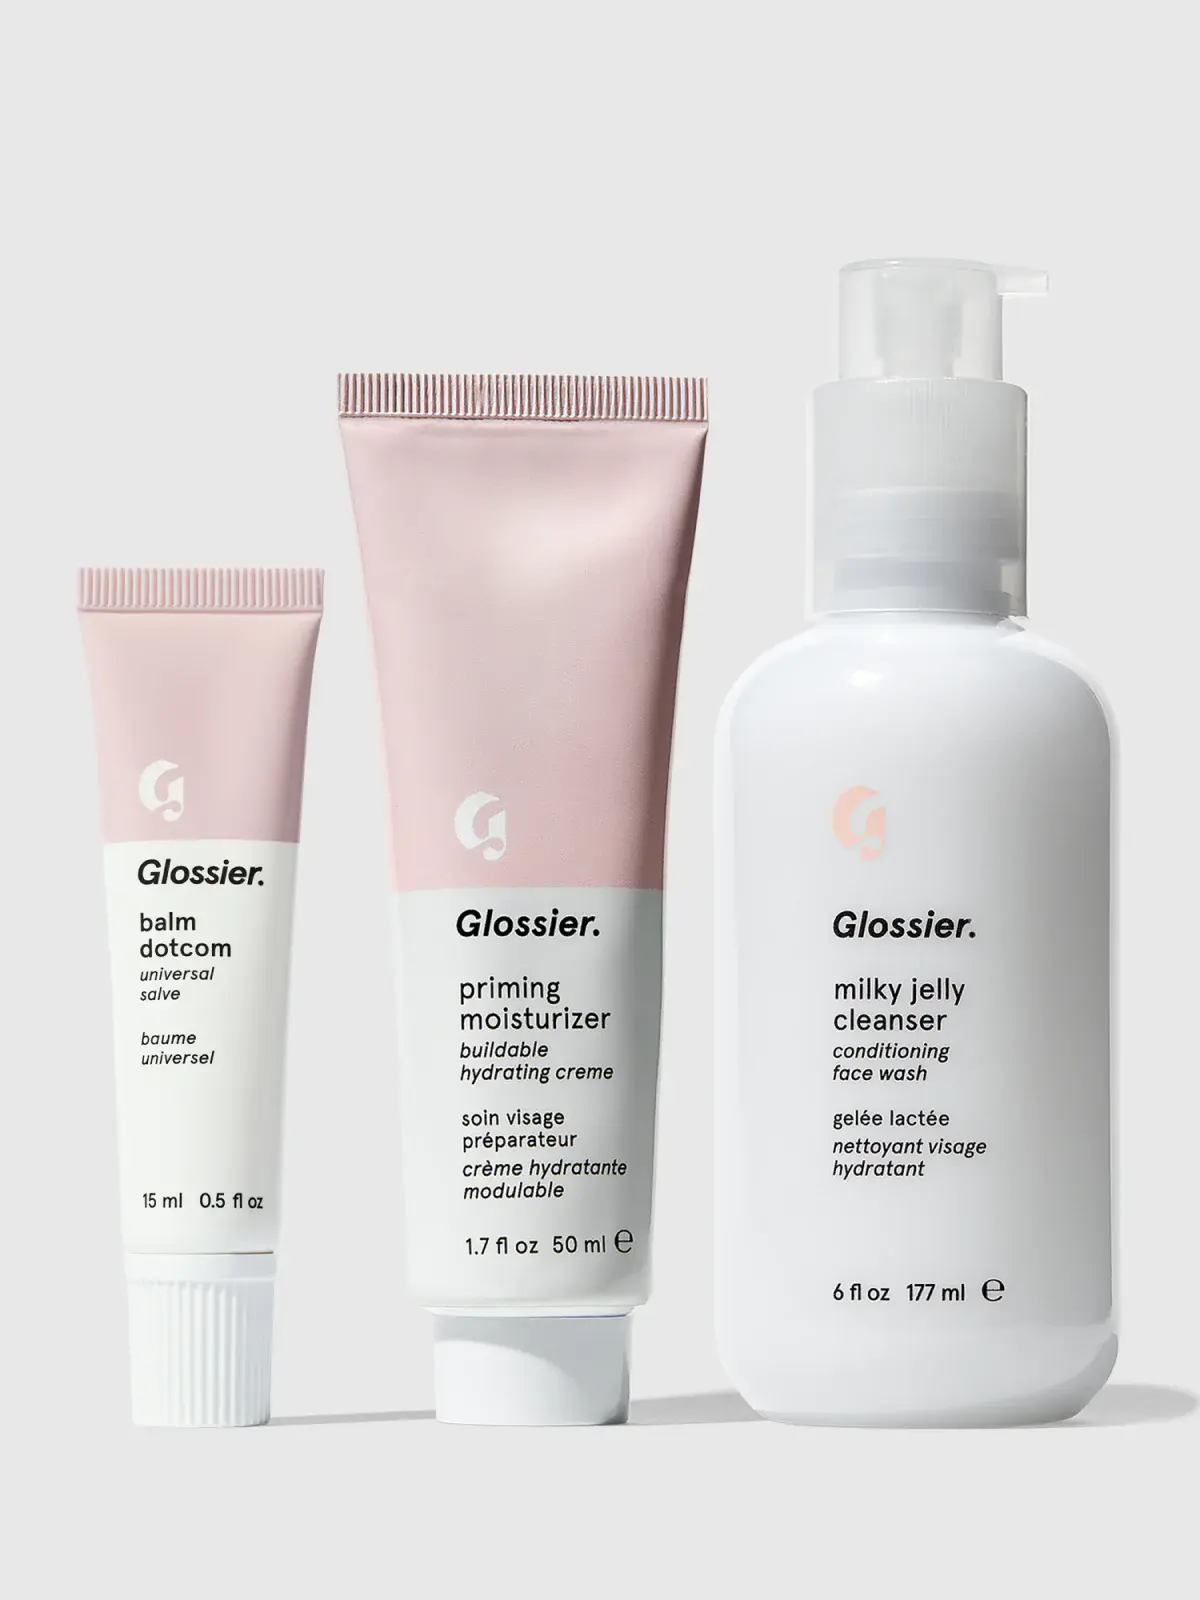 G
Glossier.
balm
dotcom
universal
salve
baume
universel
15 ml 0.5 fl oz
G
Glossier.
priming
moisturizer
buildable
hydrating creme
soin visage
préparateur
crème hydratante
modulable
1.7 fl oz 50 ml ℮
G
Glossier.
milky jelly
cleanser
conditioning
face wash
gelée lactée
nettoyant visage
hydratant
6 fl oz 177 ml ℮